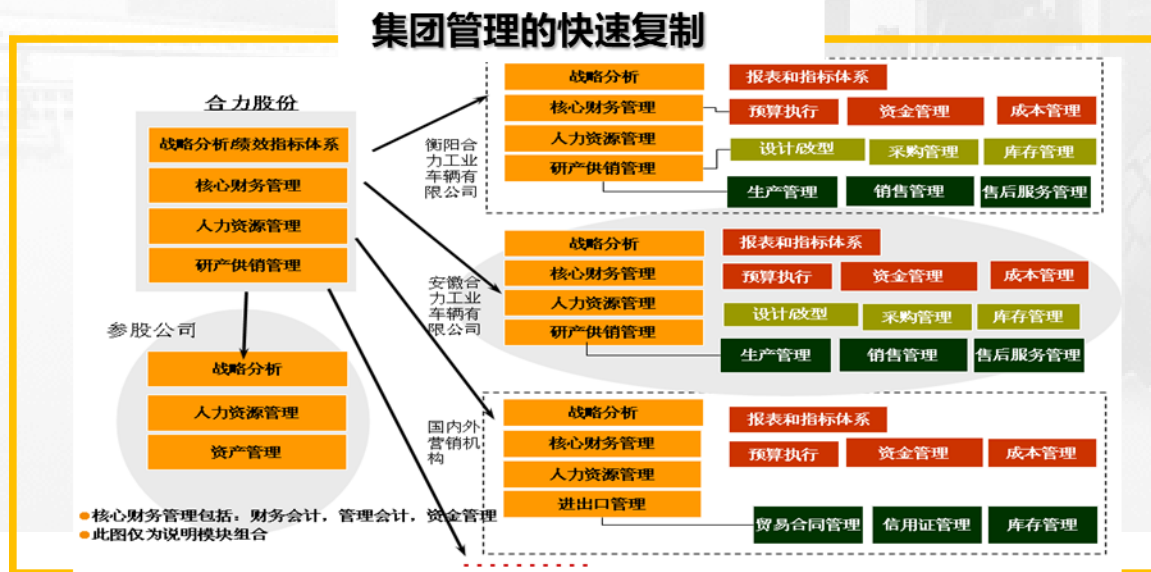 集团管理的快速复制
合力股份
战略分析/绩效指标体系
核心财务管理
人力资源管理
研产供销管理
参股公司
战略分析
人力资源管理
资产管理
衡阳合
力工业
车辆有
限公司
战略分析
核心财务管理
人力资源管理
研产供销管理
报表和指标体系
预算执行
资金管理
成本管理
设计/改型
采购管理
库存管理
生产管理
销售管理
售后服务管理
安徽合
力工业
车辆有
限公司
战略分析
核心财务管理
人力资源管理
研产供销管理
报表和指标体系
预算执行
资金管理
成本管理
设计/改型
采购管理
库存管理
生产管理
销售管理
售后服务管理
国内外
营销机
构
战略分析
核心财务管理
人力资源管理
进出口管理
报表和指标体系
预算执行
资金管理
成本管理
贸易合同管理
信用证管理
库存管理
核心财务管理包括：财务会计，管理会计，资金管理
此图仅为说明模块组合